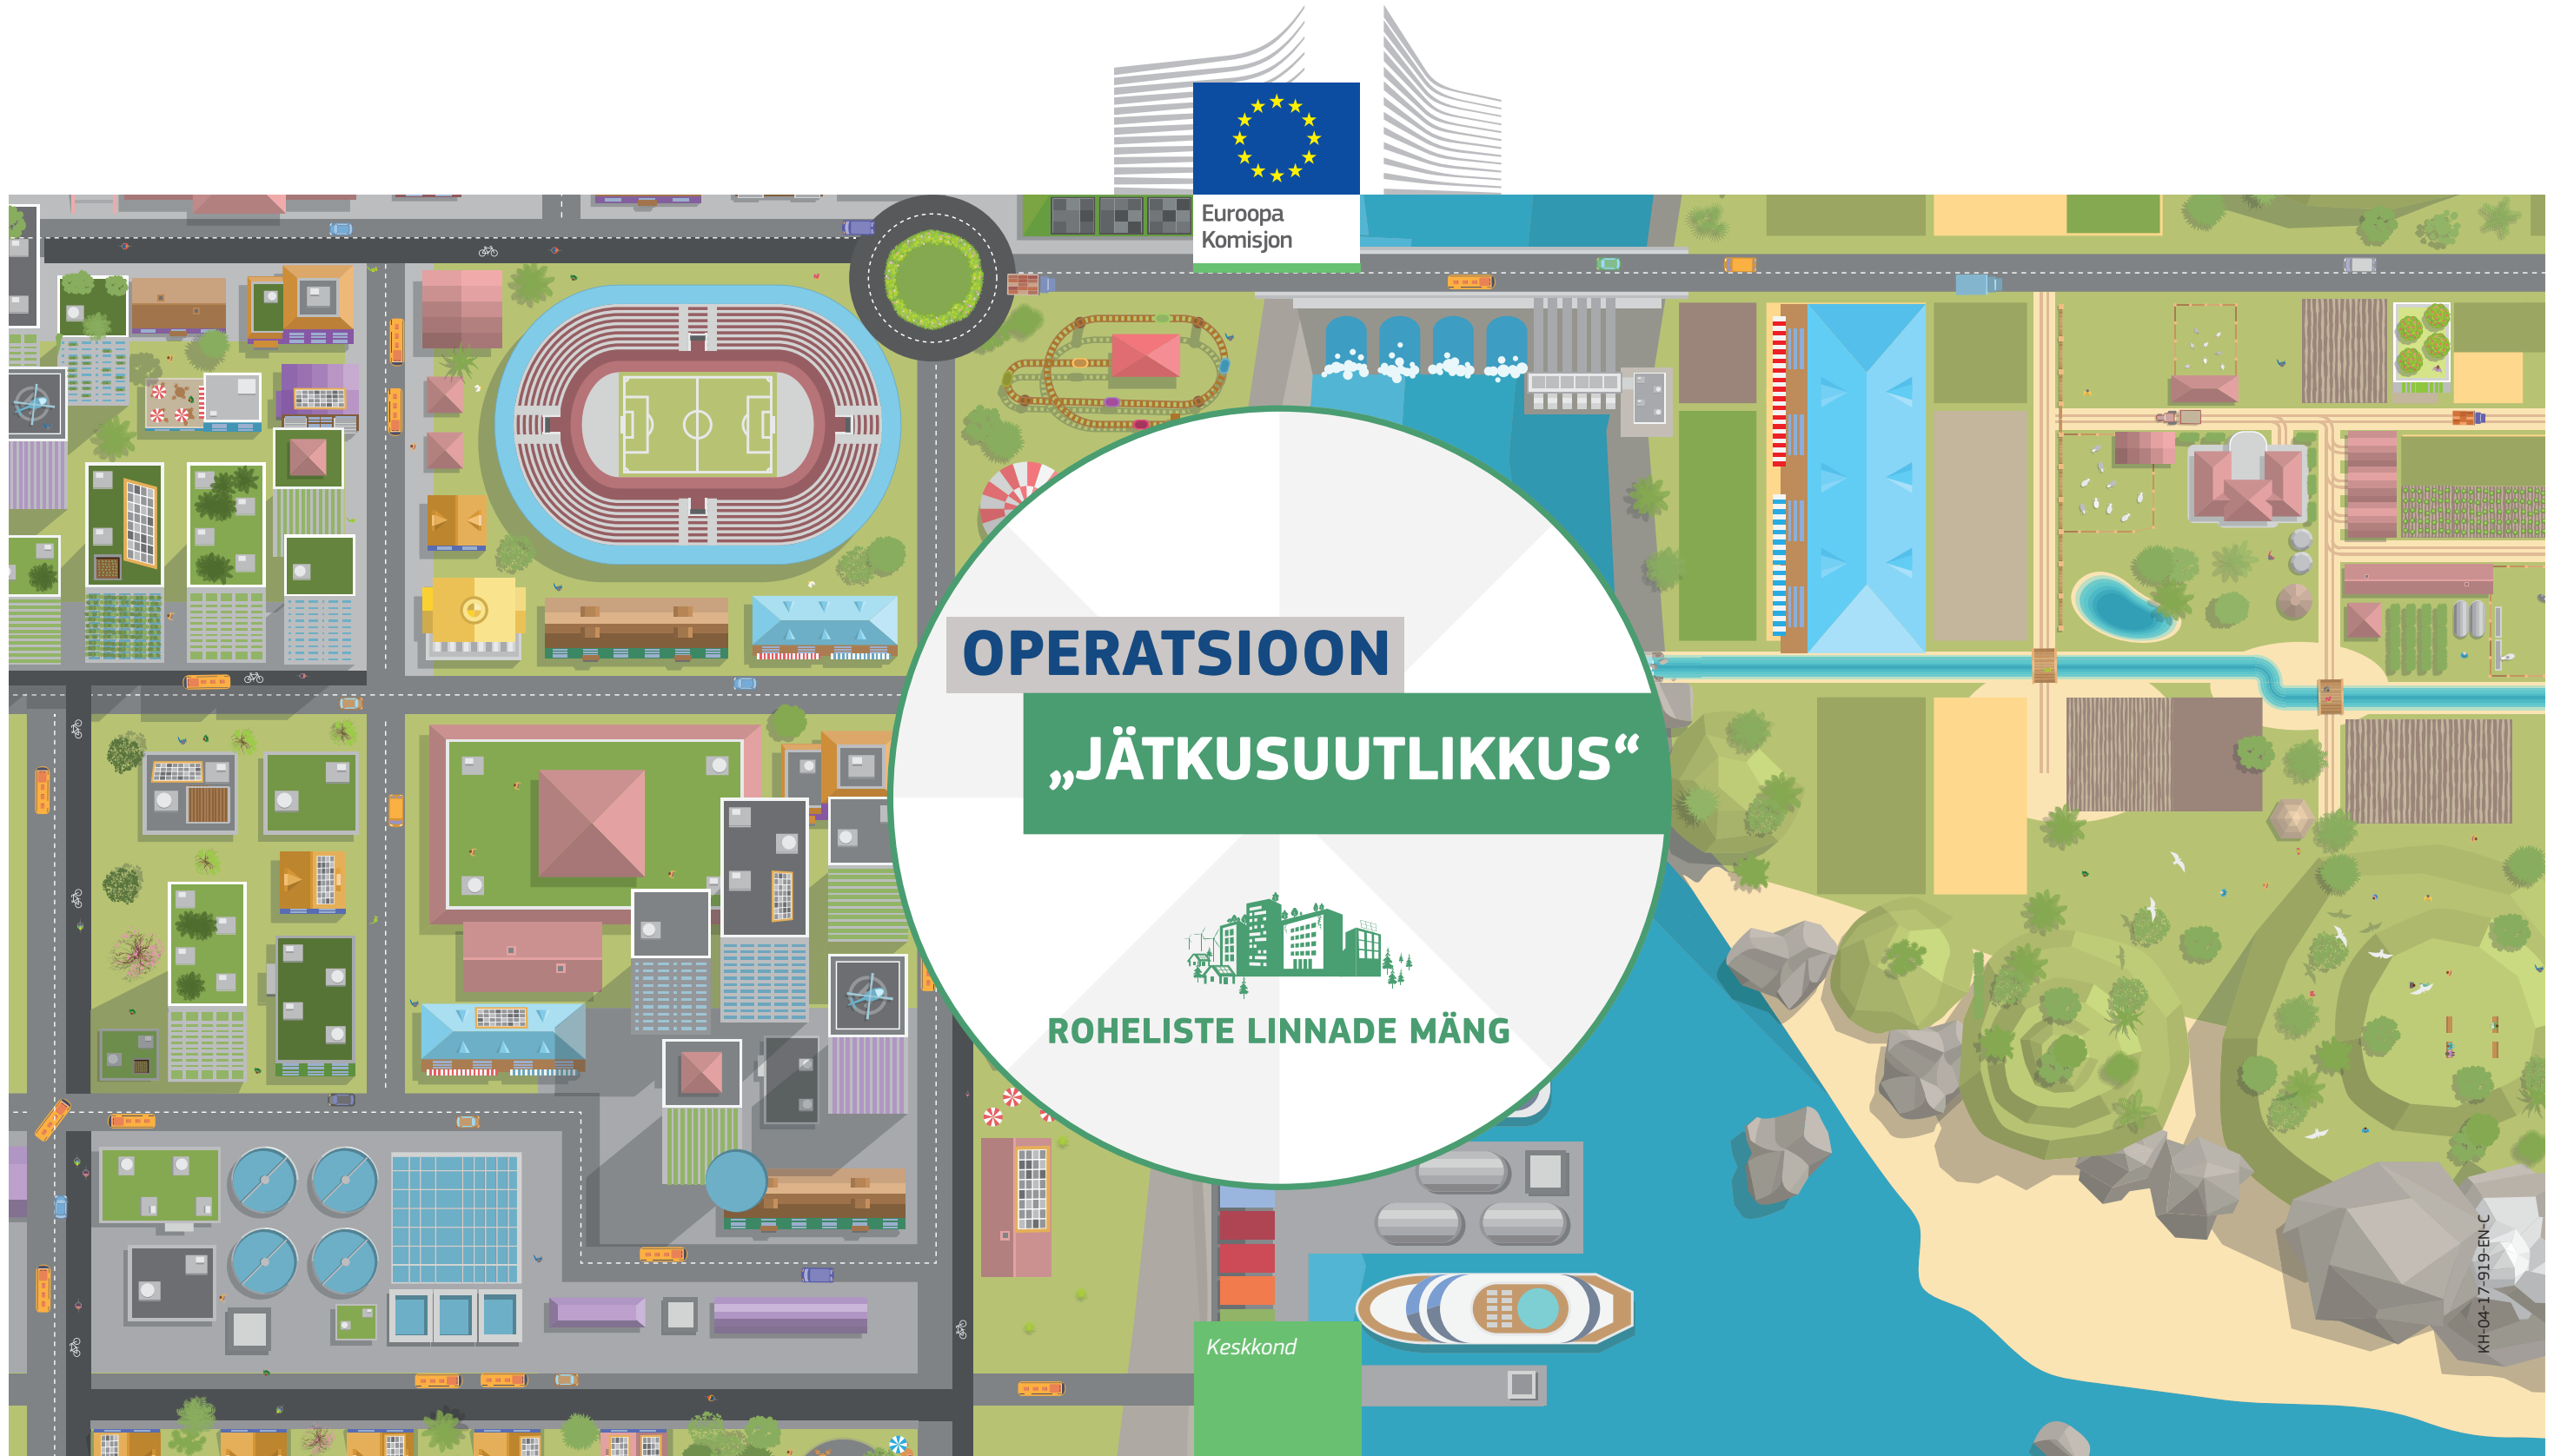 Euroopa
Komisjon
OPERATSIOON
„JÄTKUSUUTLIKKUS“
ROHELISTE LINNADE MÄNG
Keskkond
KH-04-17-919-EN-C